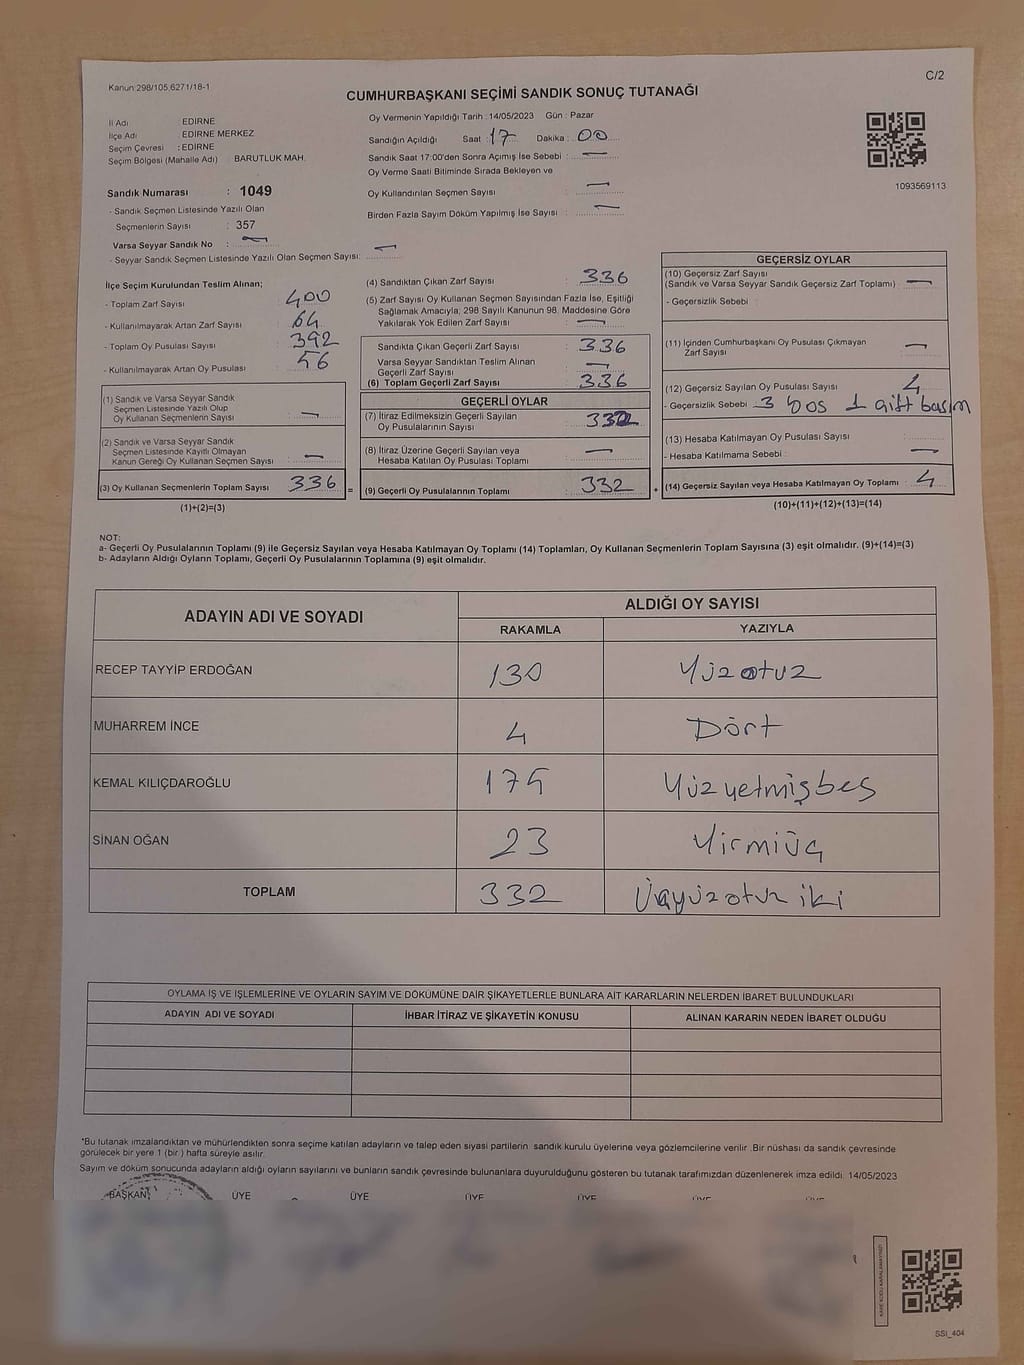 Kanun:298/105,6271/18-1
C/2
CUMHURBAŞKANI SEÇİMİ SANDIK SONUÇ TUTANAĞI
İl Adı : EDİRNE
İlçe Adı : EDİRNE MERKEZ
Seçim Çevresi : EDİRNE
Seçim Bölgesi (Mahalle Adı) BARUTLUK MAH.
Sandık Numarası : 1049
- Sandık Seçmen Listesinde Yazılı Olan
Seçmenlerin Sayısı : 357
Varsa Seyyar Sandık No : —
- Seyyar Sandık Seçmen Listesinde Yazılı Olan Seçmen Sayısı: —
Oy Vermenin Yapıldığı Tarih :14/05/2023 Gün : Pazar
Sandığın Açıldığı Saat : 17 Dakika : 00
Sandık Saat 17:00'den Sonra Açımış İse Sebebi : —
Oy Verme Saati Bitiminde Sırada Bekleyen ve
Oy Kullandırılan Seçmen Sayısı : —
Birden Fazla Sayım Döküm Yapılmış İse Sayısı : —
1093569113
İlçe Seçim Kurulundan Teslim Alınan;
- Toplam Zarf Sayısı : 400
- Kullanılmayarak Artan Zarf Sayısı : 64
- Toplam Oy Pusulası Sayısı : 392
- Kullanılmayarak Artan Oy Pusulası : 56
(1) Sandık ve Varsa Seyyar Sandık
Seçmen Listesinde Yazılı Olup
Oy Kullanan Seçmenlerin Sayısı : —
(2) Sandık ve Varsa Seyyar Sandık
Seçmen Listesinde Kayıtlı Olmayan
Kanun Gereği Oy Kullanan Seçmen Sayısı : —
(3) Oy Kullanan Seçmenlerin Toplam Sayısı : 336 =
(1)+(2)=(3)
(4) Sandıktan Çıkan Zarf Sayısı : 336
(5) Zarf Sayısı Oy Kullanan Seçmen Sayısından Fazla İse, Eşitliği
Sağlamak Amacıyla; 298 Sayılı Kanunun 98. Maddesine Göre
Yakılarak Yok Edilen Zarf Sayısı : —
Sandıkta Çıkan Geçerli Zarf Sayısı : 336
Varsa Seyyar Sandıktan Teslim Alınan
Geçerli Zarf Sayısı : —
(6) Toplam Geçerli Zarf Sayısı : 336
GEÇERLİ OYLAR
(7) İtiraz Edilmeksizin Geçerli Sayılan
Oy Pusulalarının Sayısı : 332
(8) İtiraz Üzerine Geçerli Sayılan veya
Hesaba Katılan Oy Pusulası Toplamı : —
(9) Geçerli Oy Pusulalarının Toplamı : 332 +
GEÇERSİZ OYLAR
(10) Geçersiz Zarf Sayısı
(Sandık ve Varsa Seyyar Sandık Geçersiz Zarf Toplamı) : —
- Geçersizlik Sebebi :
(11) İçinden Cumhurbaşkanı Oy Pusulası Çıkmayan
Zarf Sayısı : —
(12) Geçersiz Sayılan Oy Pusulası Sayısı : 4
- Geçersizlik Sebebi : 3 boş 1 çift basım
(13) Hesaba Katılmayan Oy Pusulası Sayısı :
- Hesaba Katılmama Sebebi : —
(14) Geçersiz Sayılan veya Hesaba Katılmayan Oy Toplamı : 4
(10)+(11)+(12)+(13)=(14)
NOT:
a- Geçerli Oy Pusulalarının Toplamı (9) ile Geçersiz Sayılan veya Hesaba Katılmayan Oy Toplamı (14) Toplamları, Oy Kullanan Seçmenlerin Toplam Sayısına (3) eşit olmalıdır. (9)+(14)=(3)
b- Adayların Aldığı Oyların Toplamı, Geçerli Oy Pusulalarının Toplamına (9) eşit olmalıdır.
ADAYIN ADI VE SOYADI ALDIĞI OY SAYISI
RAKAMLA YAZIYLA
RECEP TAYYİP ERDOĞAN 130 Yüzotuz
MUHARREM İNCE 4 Dört
KEMAL KILIÇDAROĞLU 175 Yüzyetmişbeş
SİNAN OĞAN 23 Yirmiüç
TOPLAM 332 Üçyüzotuz iki
OYLAMA İŞ VE İŞLEMLERİNE VE OYLARIN SAYIM VE DÖKÜMÜNE DAİR ŞİKAYETLERLE BUNLARA AİT KARARLARIN NELERDEN İBARET BULUNDUKLARI
ADAYIN ADI VE SOYADI İHBAR İTİRAZ VE ŞİKAYETİN KONUSU ALINAN KARARIN NEDEN İBARET OLDUĞU
*Bu tutanak imzalandıktan ve mühürlendikten sonra seçime katılan adayların ve talep eden siyasi partilerin sandık kurulu üyelerine veya gözlemcilerine verilir .Bir nüshası da sandık çevresinde
görülecek bir yere 1 (bir ) hafta süreyle asılır.
Sayım ve döküm sonucunda adayların aldığı oyların sayılarını ve bunların sandık çevresinde bulunanlara duyurulduğunu gösteren bu tutanak tarafımızdan düzenlenerek imza edildi. 14/05/2023
BAŞKAN ÜYE ÜYE ÜYE ÜYE ÜYE ÜYE
KARE KODU KARALAMAYINIZ!
SSI_404